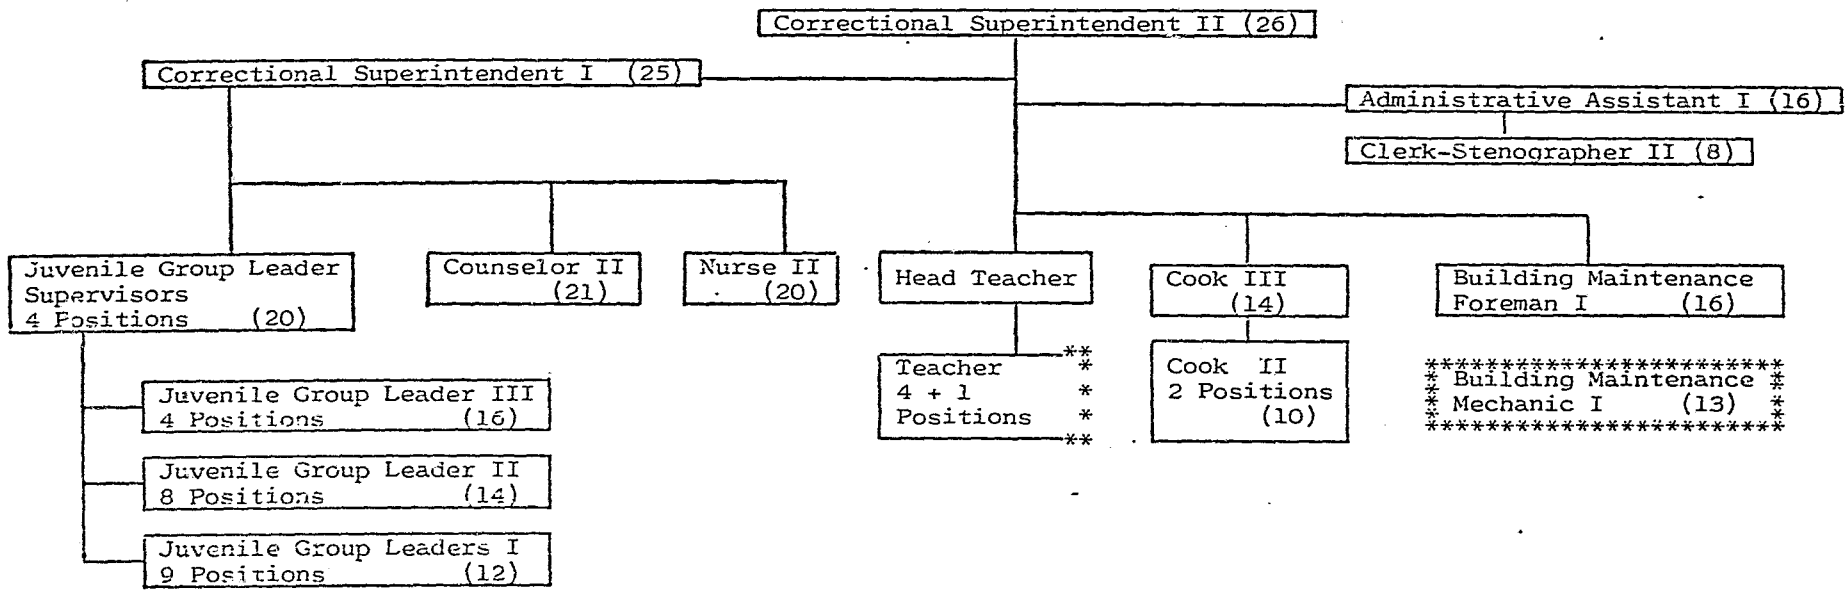 Correctional Superintendent II (26)
Correctional Superintendent I (25)
Administrative Assistant I (16)
Clerk-Stenographer II (8)
Juvenile Group Leader
Supervisors
4 Positions (20)
Counselor II
(21)
Nurse II
(20)
Head Teacher
Cook III
(14)
Building Maintenance
Foreman I (16)
Juvenile Group Leader III
4 Positions (16)
Juvenile Group Leader II
8 Positions (14)
Juvenile Group Leaders I
9 Positions (12)
**
Teacher *
4 + 1 *
Positions *
**
Cook II
2 Positions
(10)
************************
* Building Maintenance *
* Mechanic I (13) *
************************